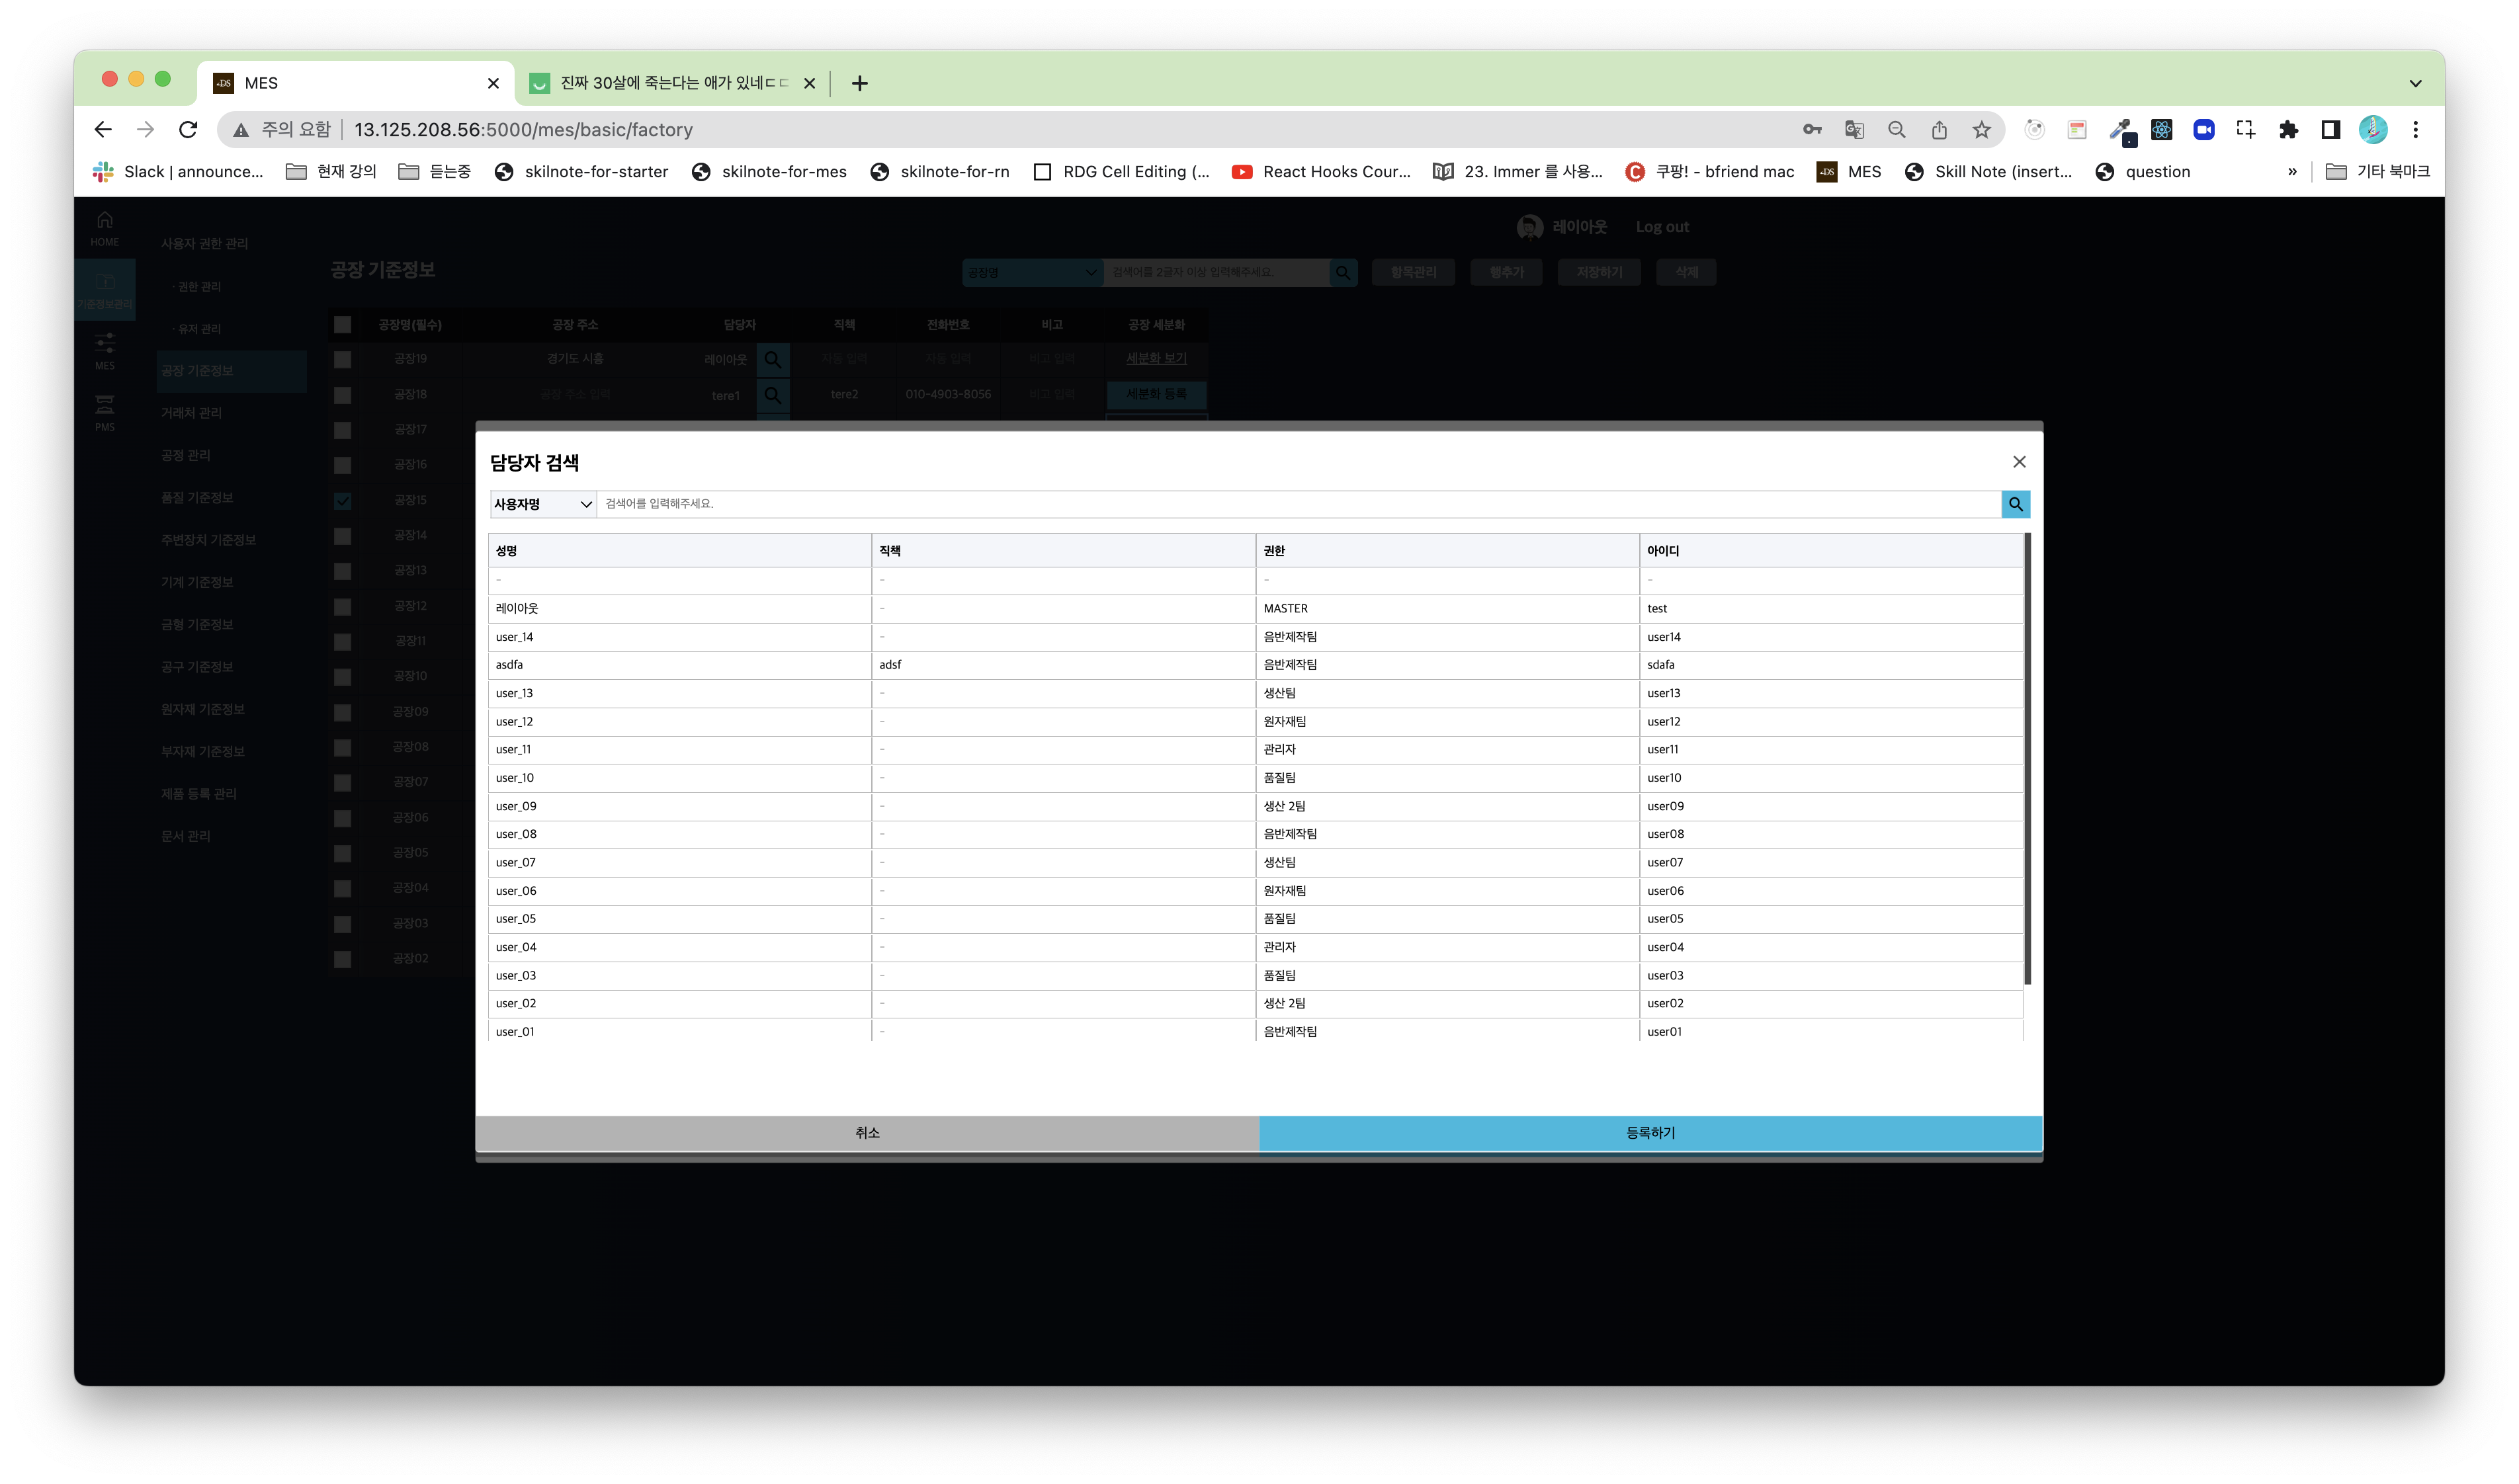 MES
진짜 30살에 죽는다는 애가 있네ㄷㄷ
주의 요함
13.125.208.56:5000/mes/basic/factory
Slack | announce...
현재 강의
듣는중
skilnote-for-starter
skilnote-for-mes
skilnote-for-rn
RDG Cell Editing (...
React Hooks Cour...
23. Immer 를 사용...
쿠팡! - bfriend mac
MES
Skill Note (insert...
question
»
기타 북마크
HOME
기준정보관리
MES
PMS
사용자 권한 관리
· 권한 관리
· 유저 관리
공장 기준정보
거래처 관리
공정 관리
품질 기준정보
주변장치 기준정보
기계 기준정보
금형 기준정보
공구 기준정보
원자재 기준정보
부자재 기준정보
제품 등록 관리
문서 관리
레이아웃 Log out
공장 기준정보
공장명 검색어를 2글자 이상 입력해주세요. 항목관리 행추가 저장하기 삭제
공장명(필수) 공장 주소 담당자 직책 전화번호 비고 공장 세분화
공장19 경기도 시흥 레이아웃 자동 입력 자동 입력 비고 입력 세분화 보기
공장18 공장 주소 입력 tere1 tere2 010-4903-8056 비고 입력 세분화 등록
공장17
공장16
공장15
공장14
공장13
공장12
공장11
공장10
공장09
공장08
공장07
공장06
공장05
공장04
공장03
공장02
담당자 검색
사용자명 검색어를 입력해주세요.
성명 직책 권한 아이디
- - - -
레이아웃 - MASTER test
user_14 - 음반제작팀 user14
asdfa adsf 음반제작팀 sdafa
user_13 - 생산팀 user13
user_12 - 원자재팀 user12
user_11 - 관리자 user11
user_10 - 품질팀 user10
user_09 - 생산 2팀 user09
user_08 - 음반제작팀 user08
user_07 - 생산팀 user07
user_06 - 원자재팀 user06
user_05 - 품질팀 user05
user_04 - 관리자 user04
user_03 - 품질팀 user03
user_02 - 생산 2팀 user02
user_01 - 음반제작팀 user01
취소 등록하기